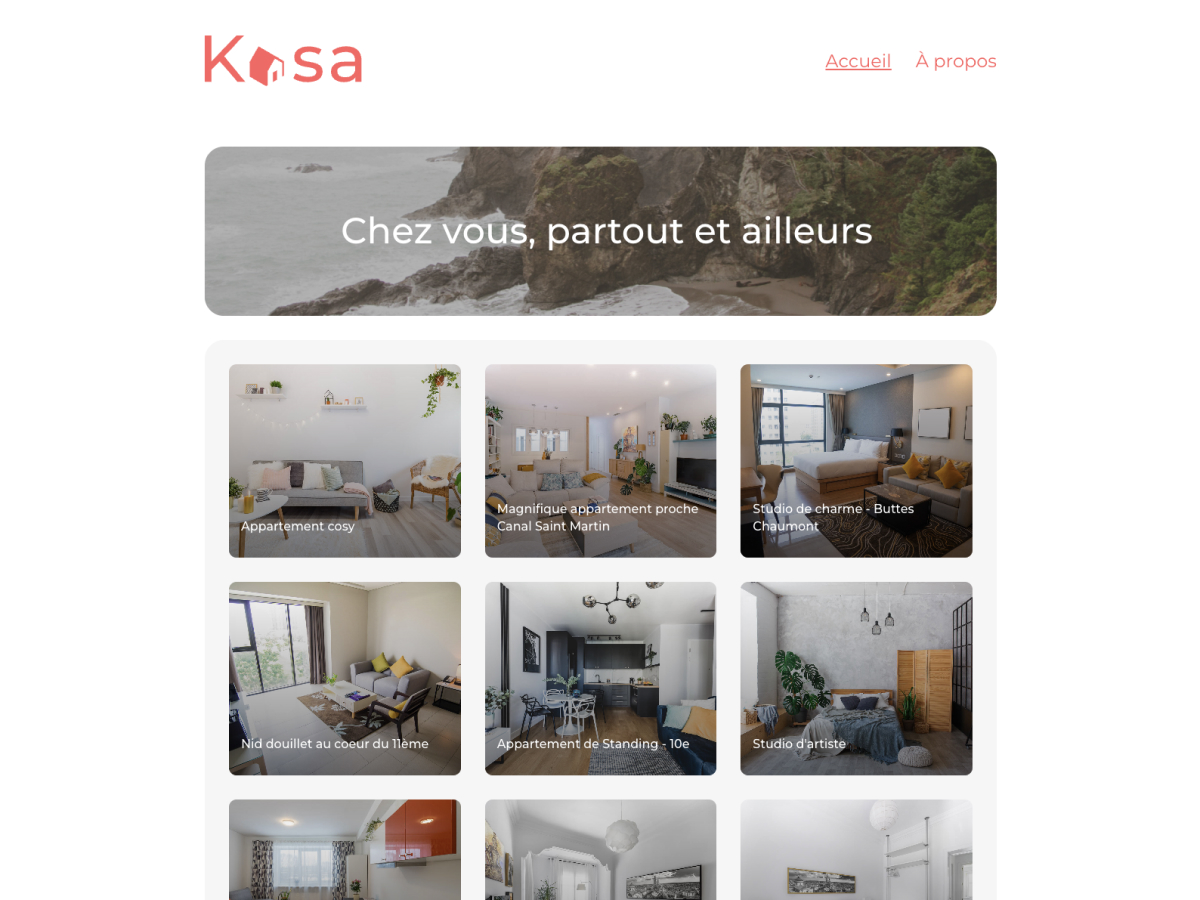 Kasa
Accueil
À propos
Chez vous, partout et ailleurs
Appartement cosy
Magnifique appartement proche
Canal Saint Martin
Studio de charme - Buttes
Chaumont
Nid douillet au coeur du 11ème
Appartement de Standing - 10e
Studio d'artiste